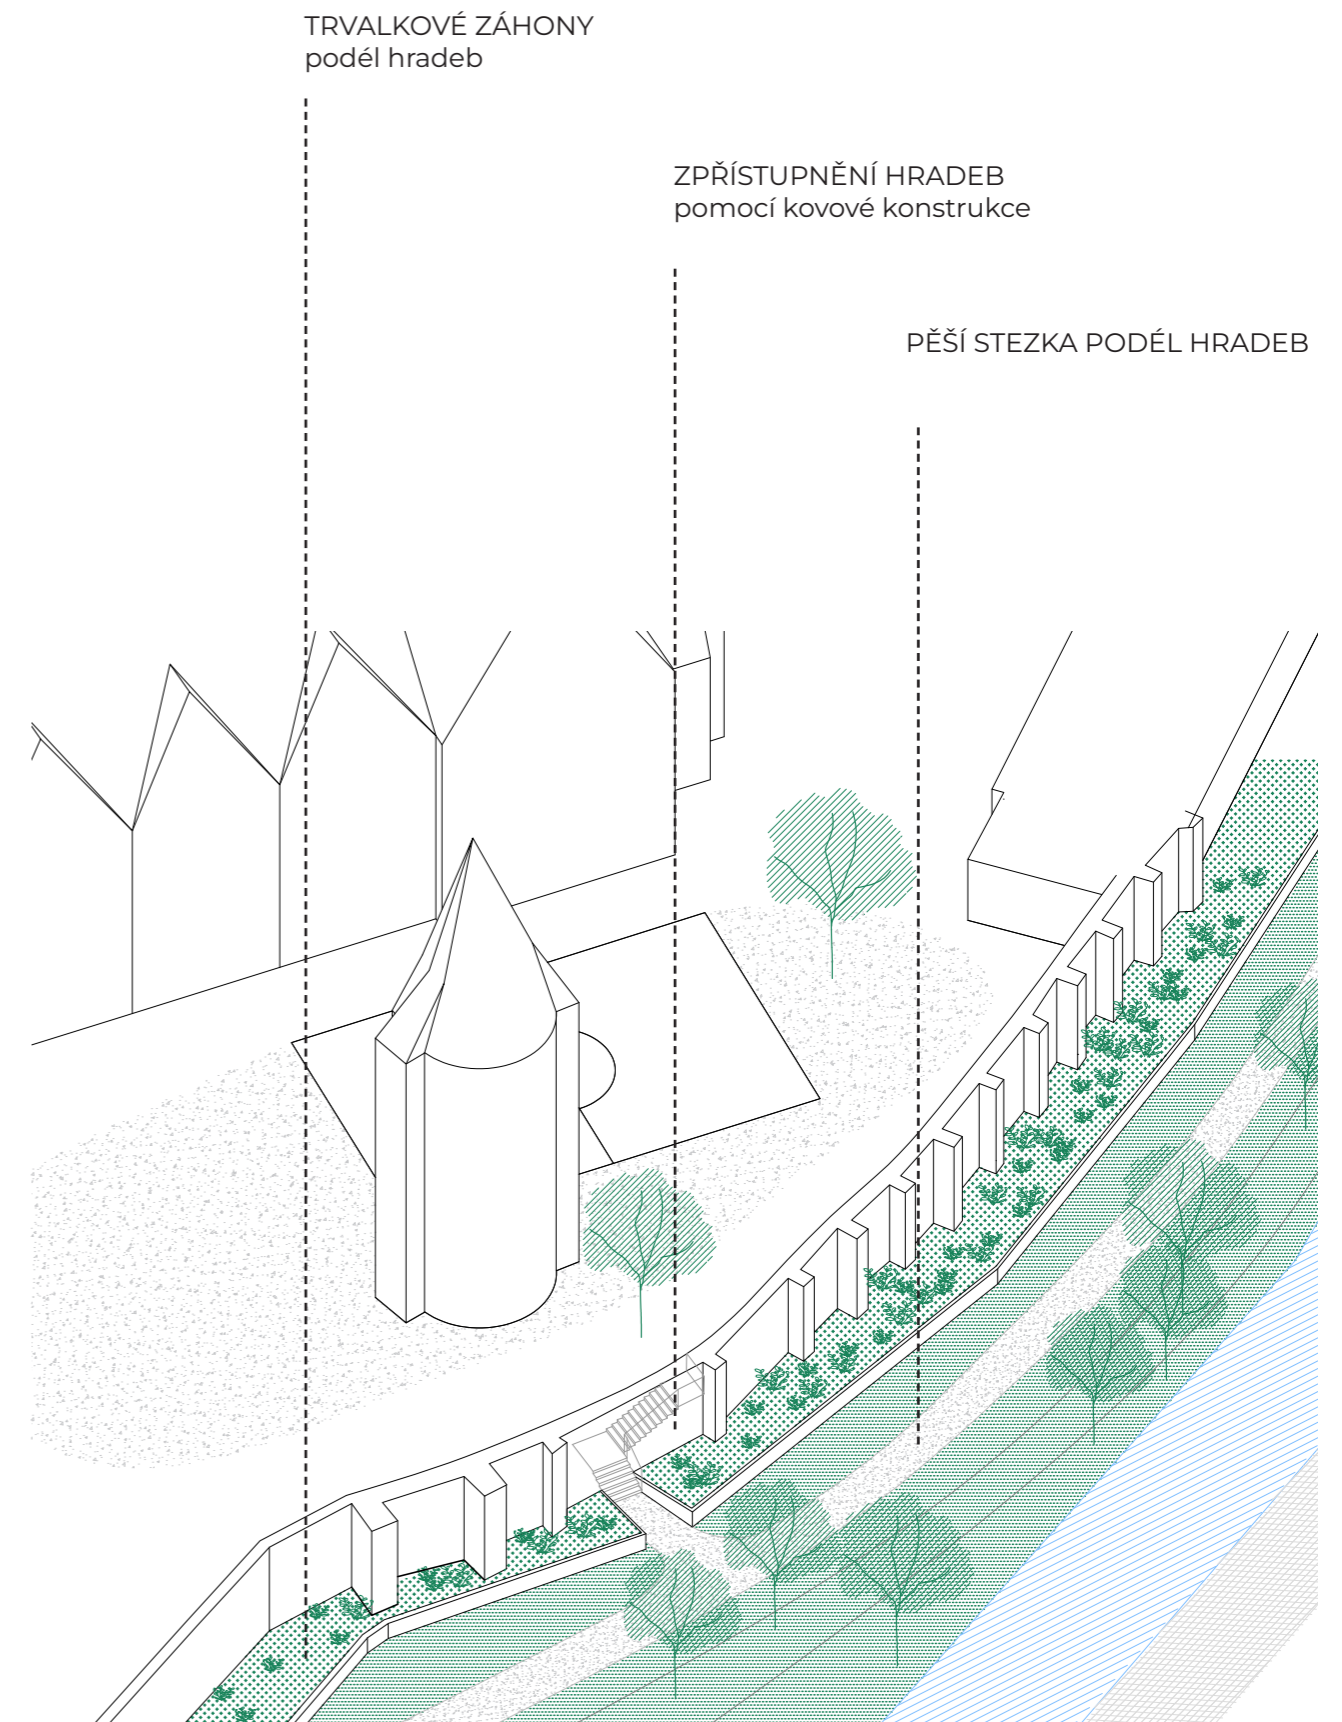 TRVALKOVÉ ZÁHONY
podél hradeb
ZPŘÍSTUPNĚNÍ HRADEB
pomocí kovové konstrukce
PĚŠÍ STEZKA PODÉL HRADEB